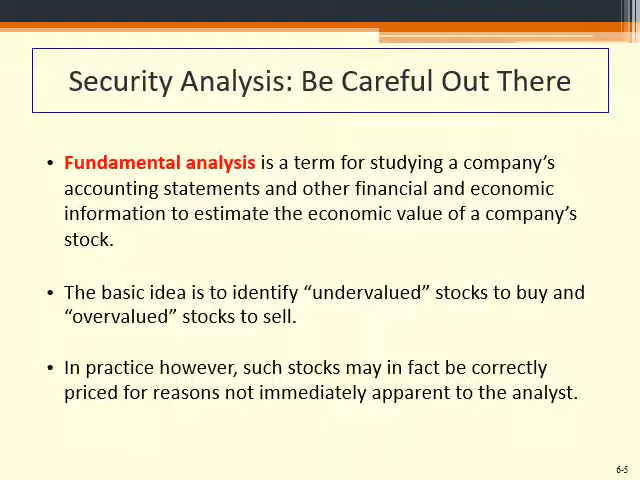 Security Analysis: Be Careful Out There
• Fundamental analysis is a term for studying a company’s
accounting statements and other financial and economic
information to estimate the economic value of a company’s
stock.
• The basic idea is to identify “undervalued” stocks to buy and
“overvalued” stocks to sell.
• In practice however, such stocks may in fact be correctly
priced for reasons not immediately apparent to the analyst.
6-5